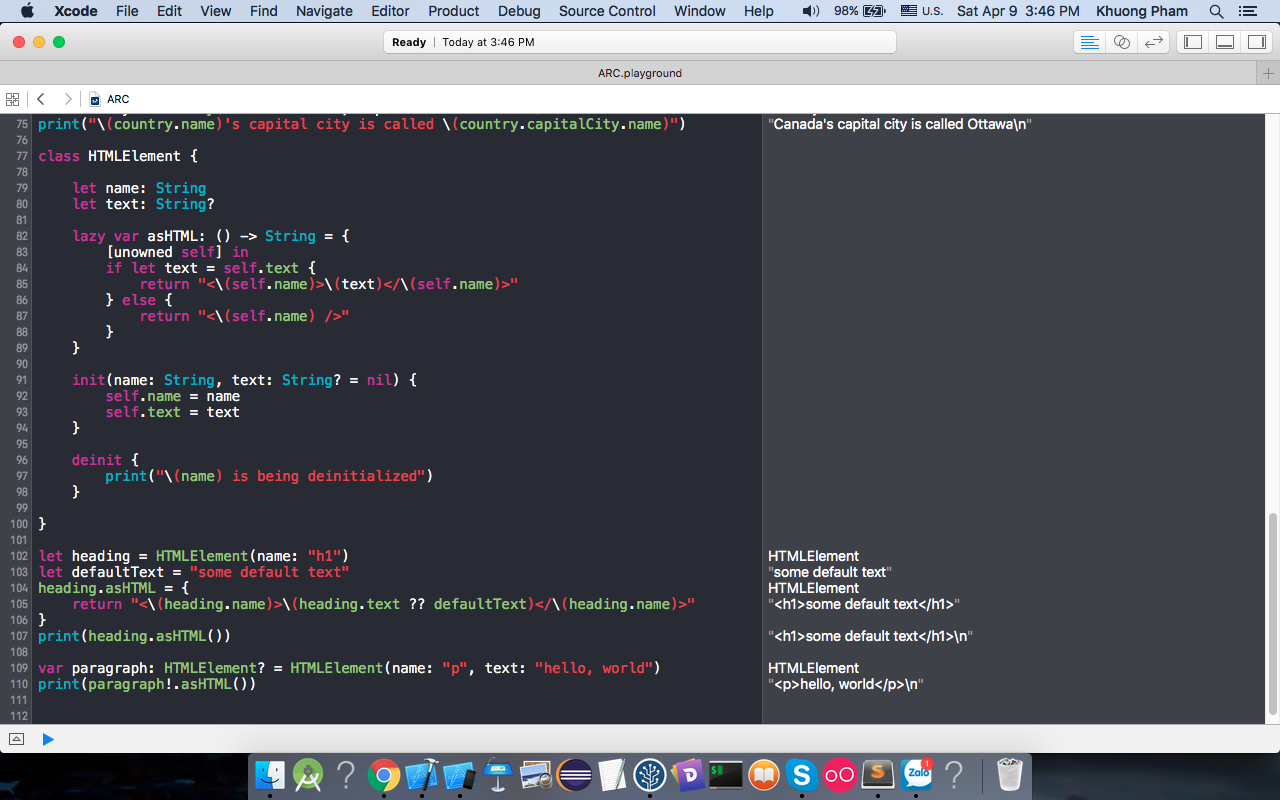 Xcode File Edit View Find Navigate Editor Product Debug Source Control Window Help 98% U.S. Sat Apr 9 3:46 PM Khuong Pham
Ready | Today at 3:46 PM
ARC.playground
ARC
75 print("\(country.name)'s capital city is called \(country.capitalCity.name)") "Canada's capital city is called Ottawa\n"
76
77 class HTMLElement {
78
79 let name: String
80 let text: String?
81
82 lazy var asHTML: () -> String = {
83 [unowned self] in
84 if let text = self.text {
85 return "<\(self.name)>\(text)</\(self.name)>"
86 } else {
87 return "<\(self.name) />"
88 }
89 }
90
91 init(name: String, text: String? = nil) {
92 self.name = name
93 self.text = text
94 }
95
96 deinit {
97 print("\(name) is being deinitialized")
98 }
99
100 }
101
102 let heading = HTMLElement(name: "h1") HTMLElement
103 let defaultText = "some default text" "some default text"
104 heading.asHTML = { HTMLElement
105 return "<\(heading.name)>\(heading.text ?? defaultText)</\(heading.name)>" "<h1>some default text</h1>"
106 }
107 print(heading.asHTML()) "<h1>some default text</h1>\n"
108
109 var paragraph: HTMLElement? = HTMLElement(name: "p", text: "hello, world") HTMLElement
110 print(paragraph!.asHTML()) "<p>hello, world</p>\n"
111
112
Zalo 1